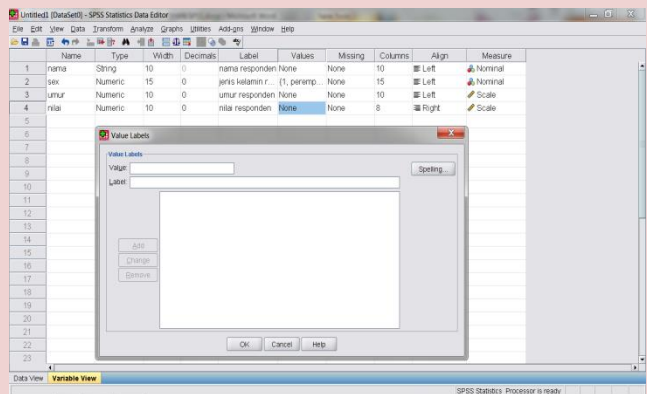 Untitled1 [DataSet0] - SPSS Statistics Data Editor
File Edit View Data Transform Analyze Graphs Utilities Add-ons Window Help
Name Type Width Decimals Label Values Missing Columns Align Measure
1 nama String 10 0 nama responden None None 10 Left Nominal
2 sex Numeric 15 0 jenis kelamin r... {1, peremp... None 15 Left Nominal
3 umur Numeric 10 0 umur responden None None 10 Left Scale
4 nilai Numeric 10 0 nilai responden None None 8 Right Scale
5
6
7
8
9
10
11
12
13
14
15
16
17
18
19
20
21
22
23
Value Labels
Value Labels
Value:
Label:
Spelling...
Add
Change
Remove
OK Cancel Help
Data View Variable View
SPSS Statistics Processor is ready